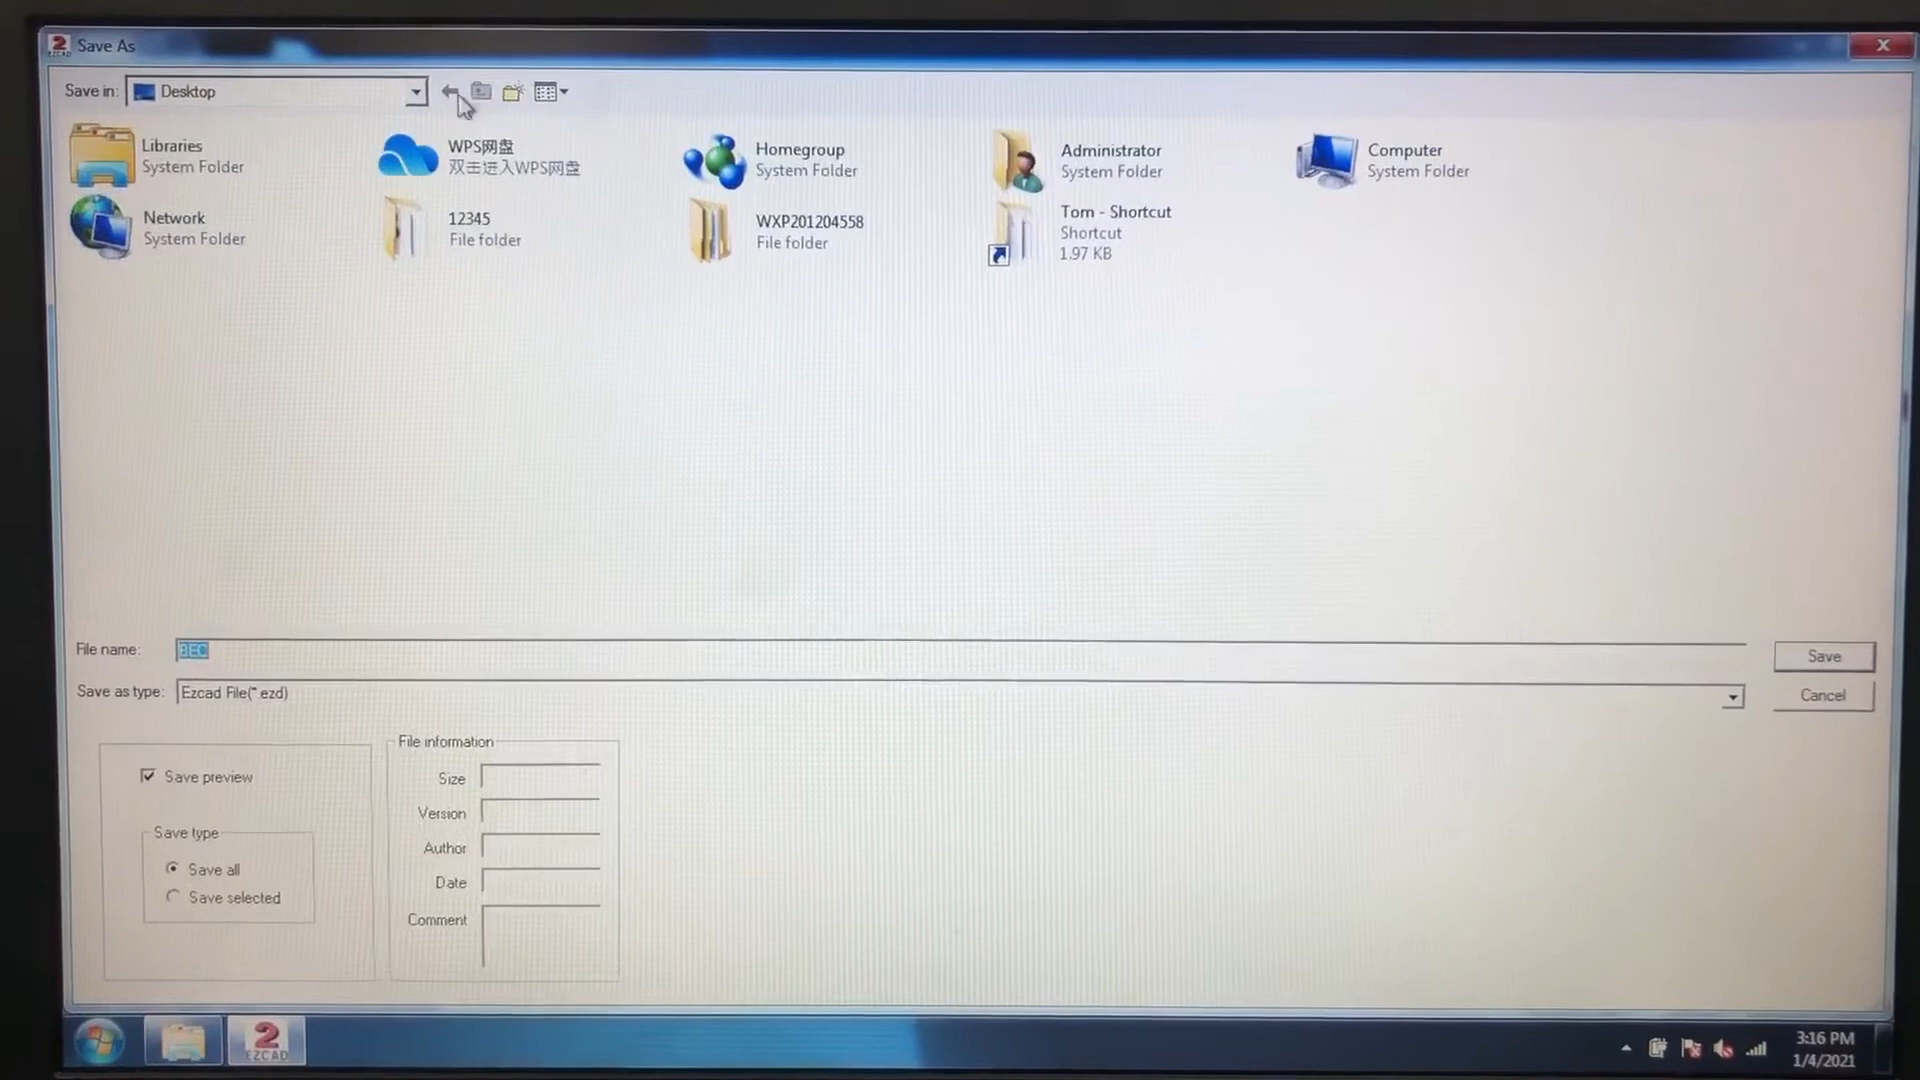 2
EZCAD
Save As
Save in:
Desktop
Libraries
System Folder
WPS网盘
双击进入WPS网盘
Homegroup
System Folder
Administrator
System Folder
Computer
System Folder
Network
System Folder
12345
File folder
WXP201204558
File folder
Tom - Shortcut
Shortcut
1.97 KB
File name:
BEC
Save
Save as type:
Ezcad File(*.ezd)
Cancel
Save preview
Save type
Save all
Save selected
File information
Size
Version
Author
Date
Comment
2
EZCAD
3:16 PM
1/4/2021